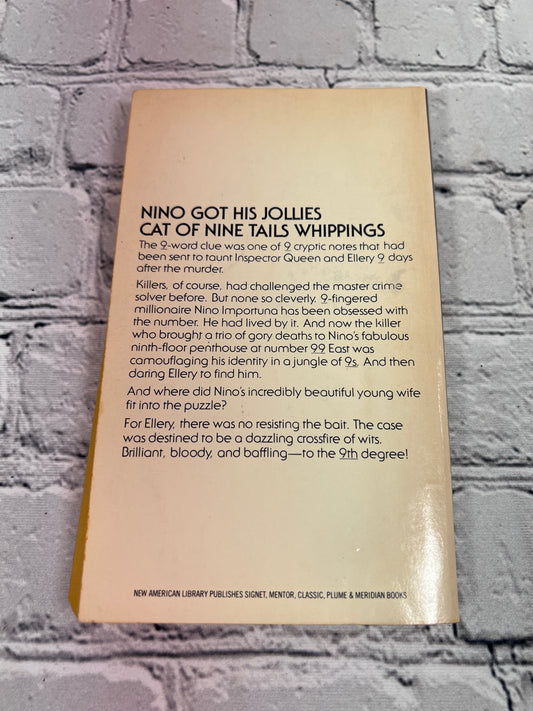 NINO GOT HIS JOLLIES
CAT OF NINE TAILS WHIPPINGS
The 9-word clue was one of 9 cryptic notes that had
been sent to taunt Inspector Queen and Ellery 9 days
after the murder.
Killers, of course, had challenged the master crime
solver before. But none so cleverly. 9-fingered
millionaire Nino Importuna has been obsessed with
the number. He had lived by it. And now the killer
who brought a trio of gory deaths to Nino's fabulous
ninth-floor penthouse at number 99 East was
camouflaging his identity in a jungle of 9s. And then
daring Ellery to find him.
And where did Nino's incredibly beautiful young wife
fit into the puzzle?
For Ellery, there was no resisting the bait. The case
was destined to be a dazzling crossfire of wits.
Brilliant, bloody, and baffling—to the 9th degree!
NEW AMERICAN LIBRARY PUBLISHES SIGNET, MENTOR, CLASSIC, PLUME & MERIDIAN BOOKS